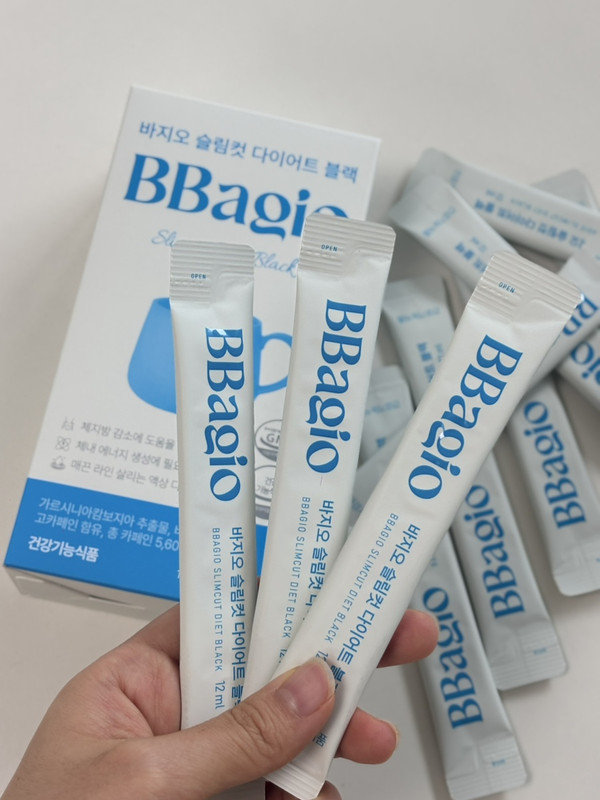 바지오 슬림컷 다이어트 블랙
BBagio
Black
체지방 감소에 도움을
체내 에너지 생성에 필요
매끈 라인 살리는 액상
가르시니아캄보지아 추출물,
고카페인 함유, 총 카페인 5,60
건강기능식품
OPEN
BBagio
바지오 슬림컷 다이어트 블랙
BBAGIO SLIMCUT DIET BLACK
12 ml
OPEN
BBagio
바지오 슬림컷
BBAGIO SLIMCUT DIET BLACK
OPEN
BBagio
바지오 슬림컷 다이어트
BBAGIO SLIMCUT DIET BLACK
BBagio
BBagio
BBagio